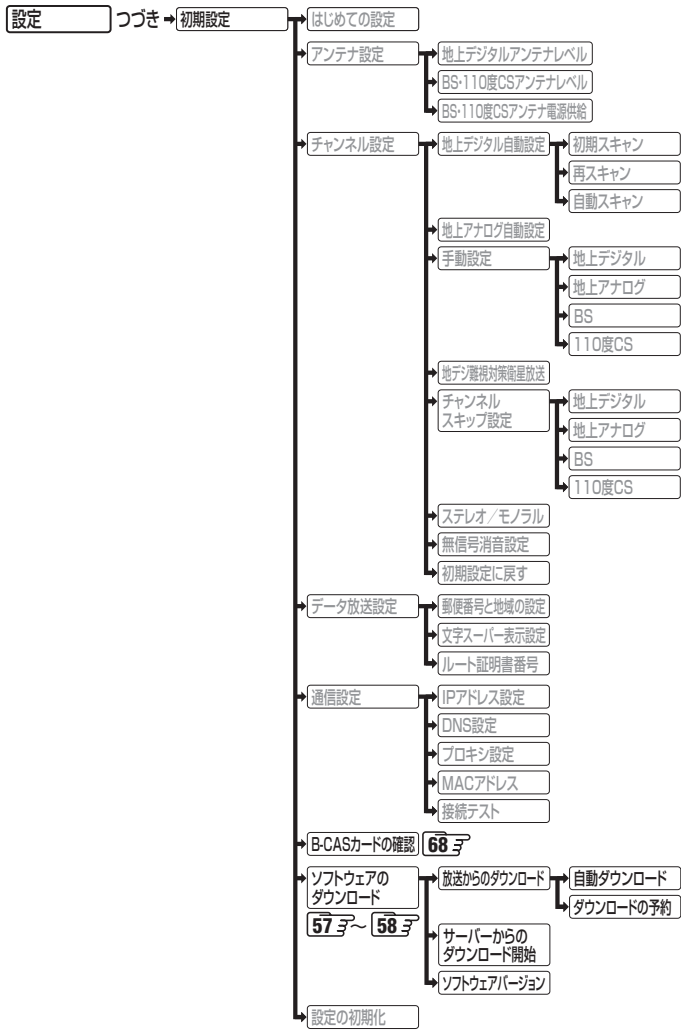 設定 つづき 初期設定 はじめての設定
アンテナ設定 地上デジタルアンテナレベル
BS・110度CSアンテナレベル
BS・110度CSアンテナ電源供給
チャンネル設定 地上デジタル自動設定 初期スキャン
再スキャン
自動スキャン
地上アナログ自動設定
手動設定 地上デジタル
地上アナログ
BS
110度CS
地デジ難視対策衛星放送
チャンネル
スキップ設定
地上デジタル
地上アナログ
BS
110度CS
ステレオ／モノラル
無信号消音設定
初期設定に戻す
データ放送設定 郵便番号と地域の設定
文字スーパー表示設定
ルート証明書番号
通信設定 IPアドレス設定
DNS設定
プロキシ設定
MACアドレス
接続テスト
B-CASカードの確認 68
ソフトウェアの
ダウンロード
57 ～ 58
放送からのダウンロード 自動ダウンロード
ダウンロードの予約
サーバーからの
ダウンロード開始
ソフトウェアバージョン
設定の初期化